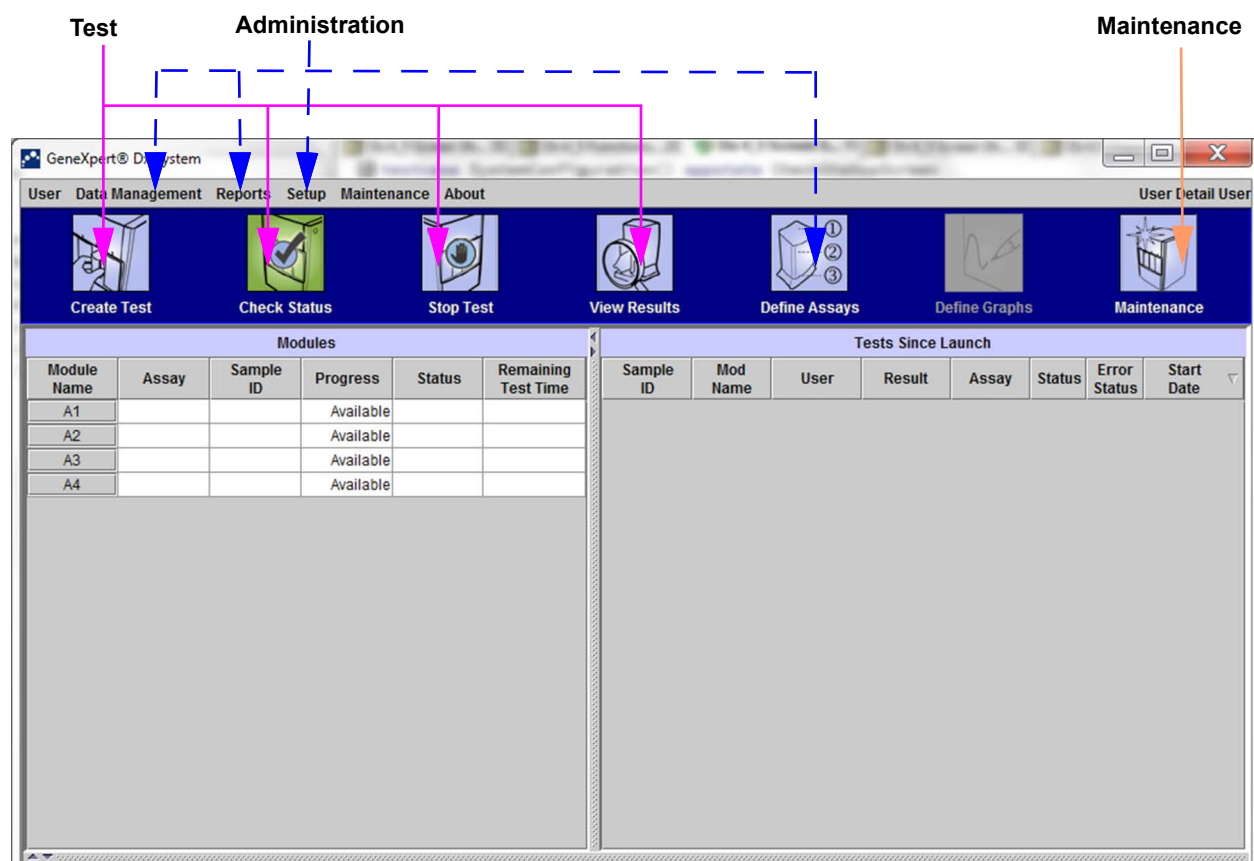 Test Administration Maintenance
GeneXpert® Dx System
User Data Management Reports Setup Maintenance About User Detail User
1
2
3
Create Test Check Status Stop Test View Results Define Assays Define Graphs Maintenance
Modules Tests Since Launch
Module Name Assay Sample ID Progress Status Remaining Test Time Sample ID Mod Name User Result Assay Status Error Status Start Date
A1 Available
A2 Available
A3 Available
A4 Available